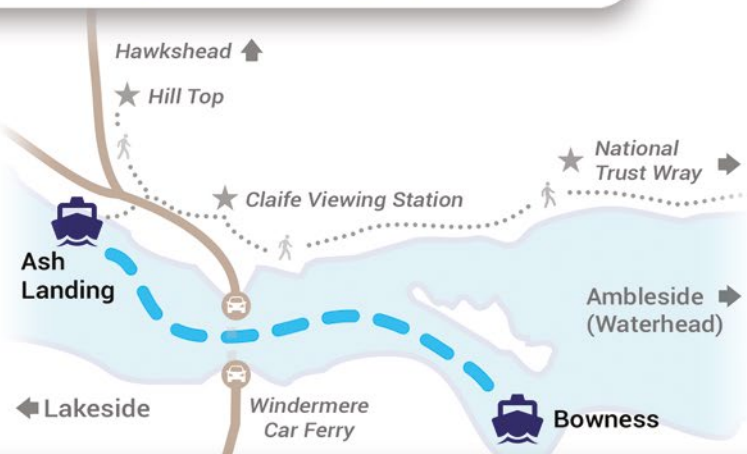 Hawkshead
Hill Top
National
Trust Wray
Claife Viewing Station
Ash
Landing
Ambleside
(Waterhead)
Lakeside
Windermere
Car Ferry
Bowness